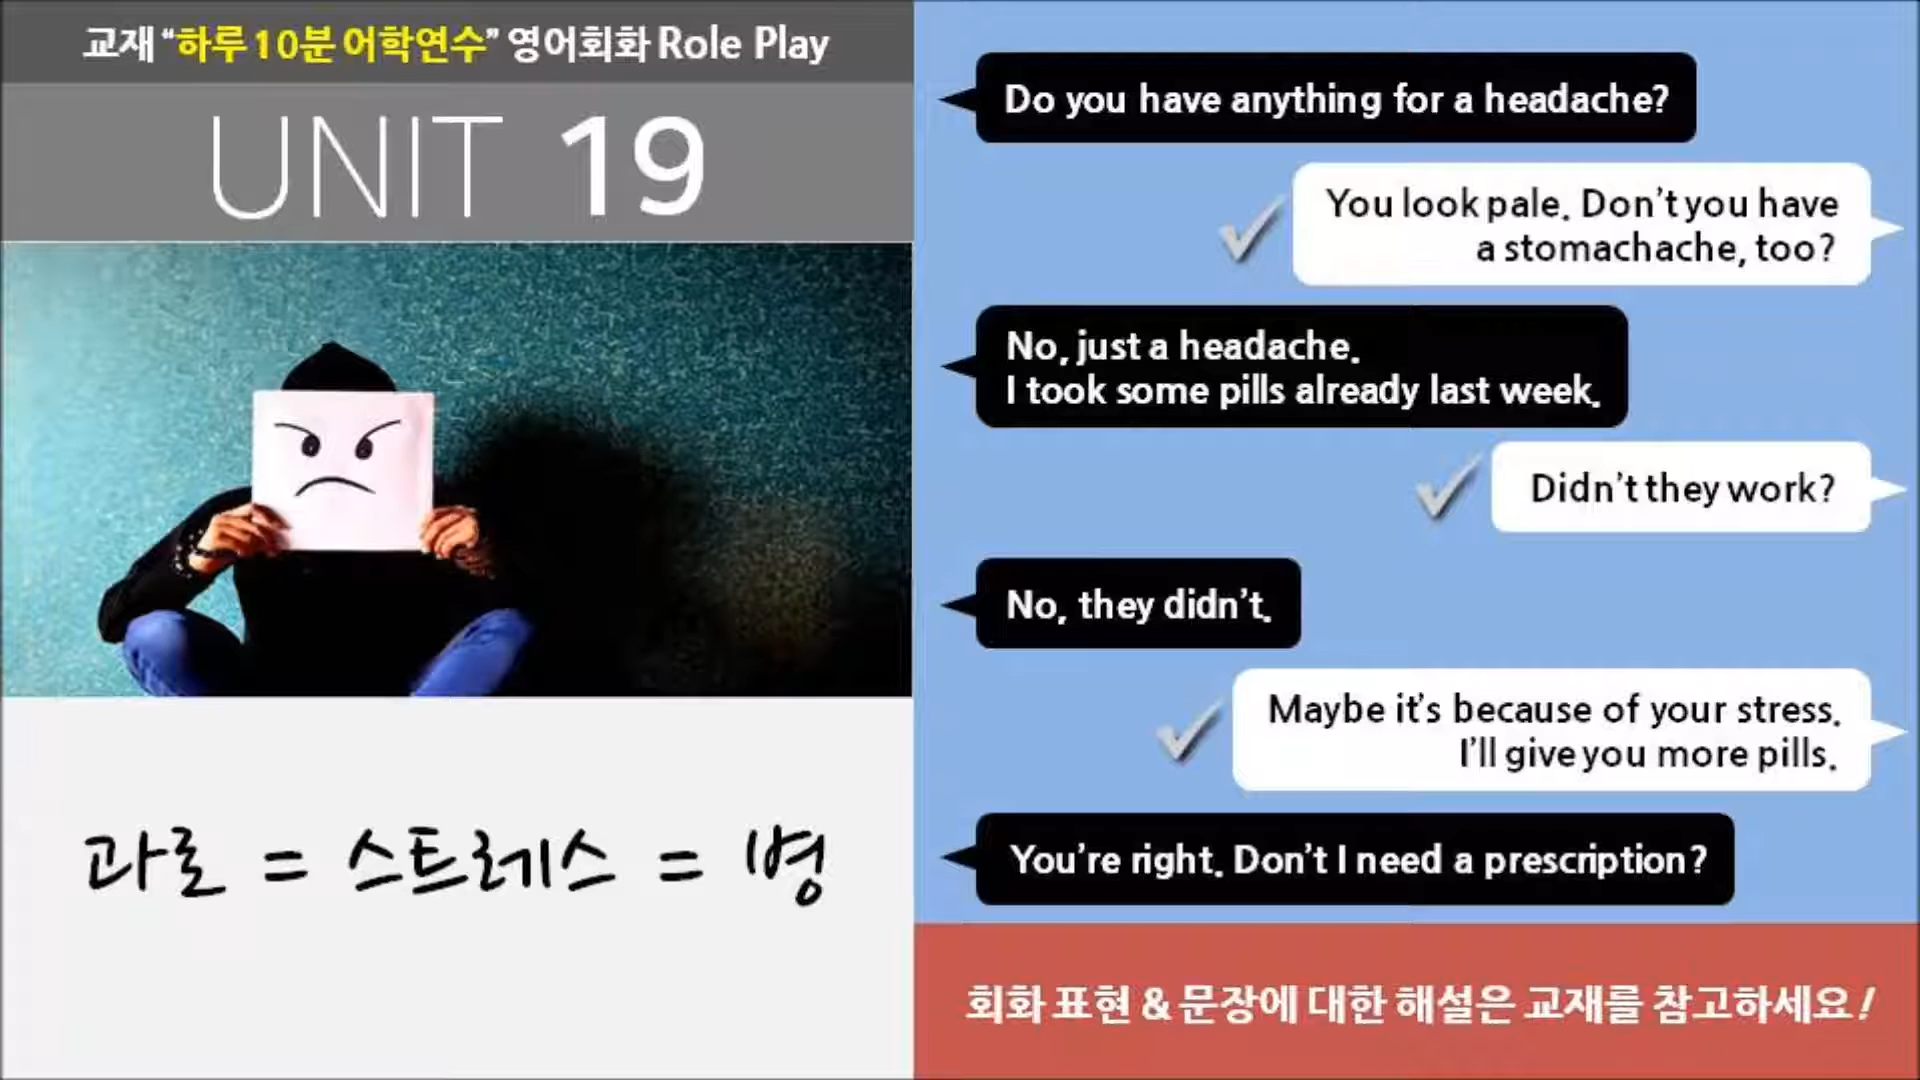 교재 “하루 10분 어학연수” 영어회화 Role Play
UNIT 19
과로 = 스트레스 = 병
Do you have anything for a headache?
You look pale. Don’t you have
a stomachache, too?
No, just a headache.
I took some pills already last week.
Didn’t they work?
No, they didn’t.
Maybe it’s because of your stress.
I’ll give you more pills.
You’re right. Don’t I need a prescription?
회화 표현 & 문장에 대한 해설은 교재를 참고하세요!